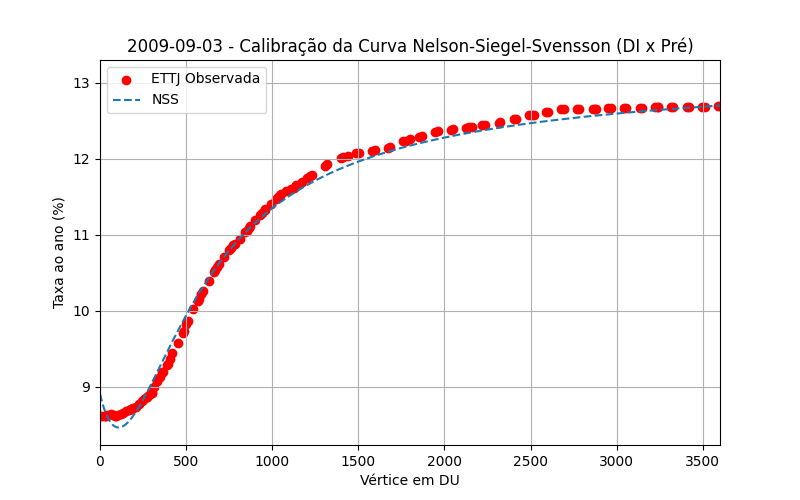 2009-09-03 - Calibração da Curva Nelson-Siegel-Svensson (DI x Pré)
ETTJ Observada
NSS
Taxa ao ano (%)
13
12
11
10
9
0 500 1000 1500 2000 2500 3000 3500
Vértice em DU